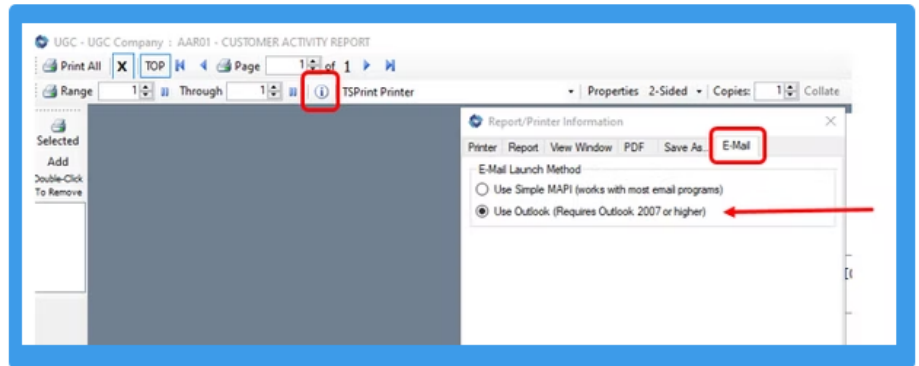 UGC - UGC Company : AAR01 - CUSTOMER ACTIVITY REPORT
Print All X TOP Page 1 of 1
Range 1 Through 1 TSPrint Printer Properties 2-Sided Copies: 1 Collate
Selected
Add
Double-Click
To Remove
Report/Printer Information
Printer Report View Window PDF Save As... E-Mail
E-Mail Launch Method
Use Simple MAPI (works with most email programs)
Use Outlook (Requires Outlook 2007 or higher)